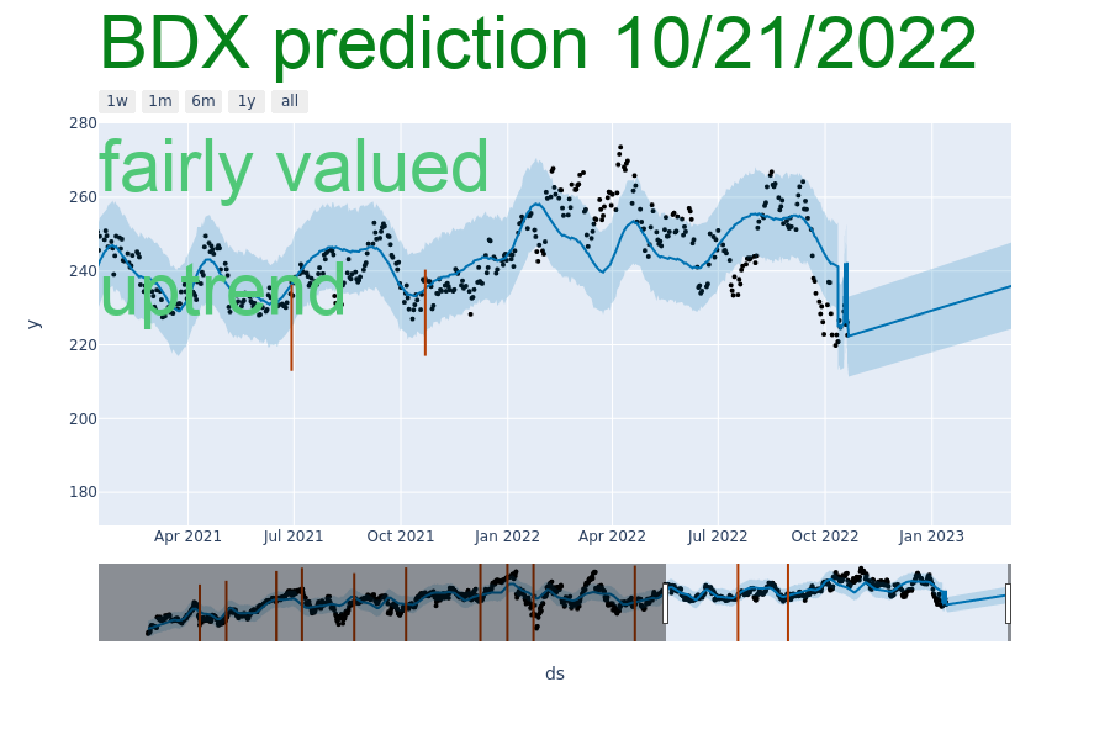 BDX prediction 10/21/2022
1w 1m 6m 1y all
280
fairly valued
260
240
uptrend
y
220
200
180
Apr 2021 Jul 2021 Oct 2021 Jan 2022 Apr 2022 Jul 2022 Oct 2022 Jan 2023
ds